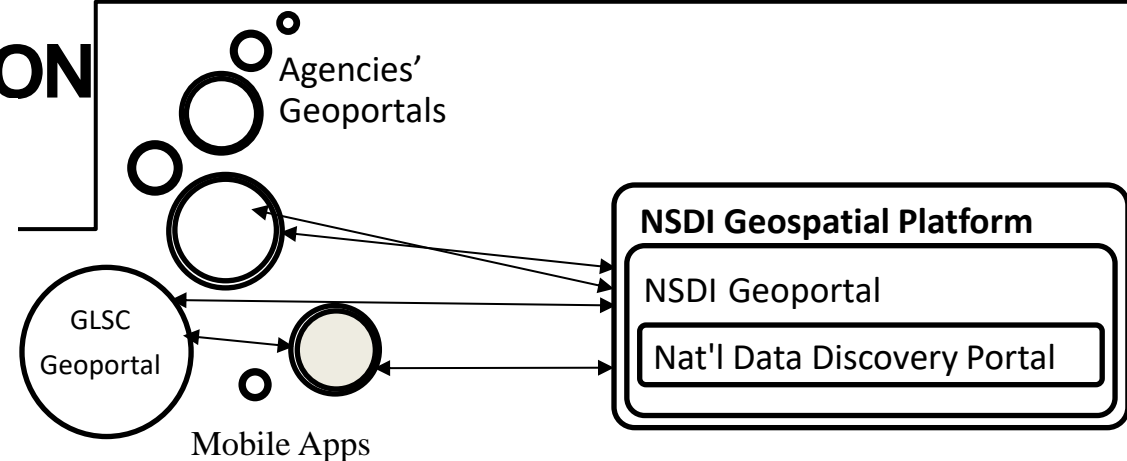 ON
Agencies’
Geoportals
NSDI Geospatial Platform
NSDI Geoportal
Nat'l Data Discovery Portal
GLSC
Geoportal
Mobile Apps